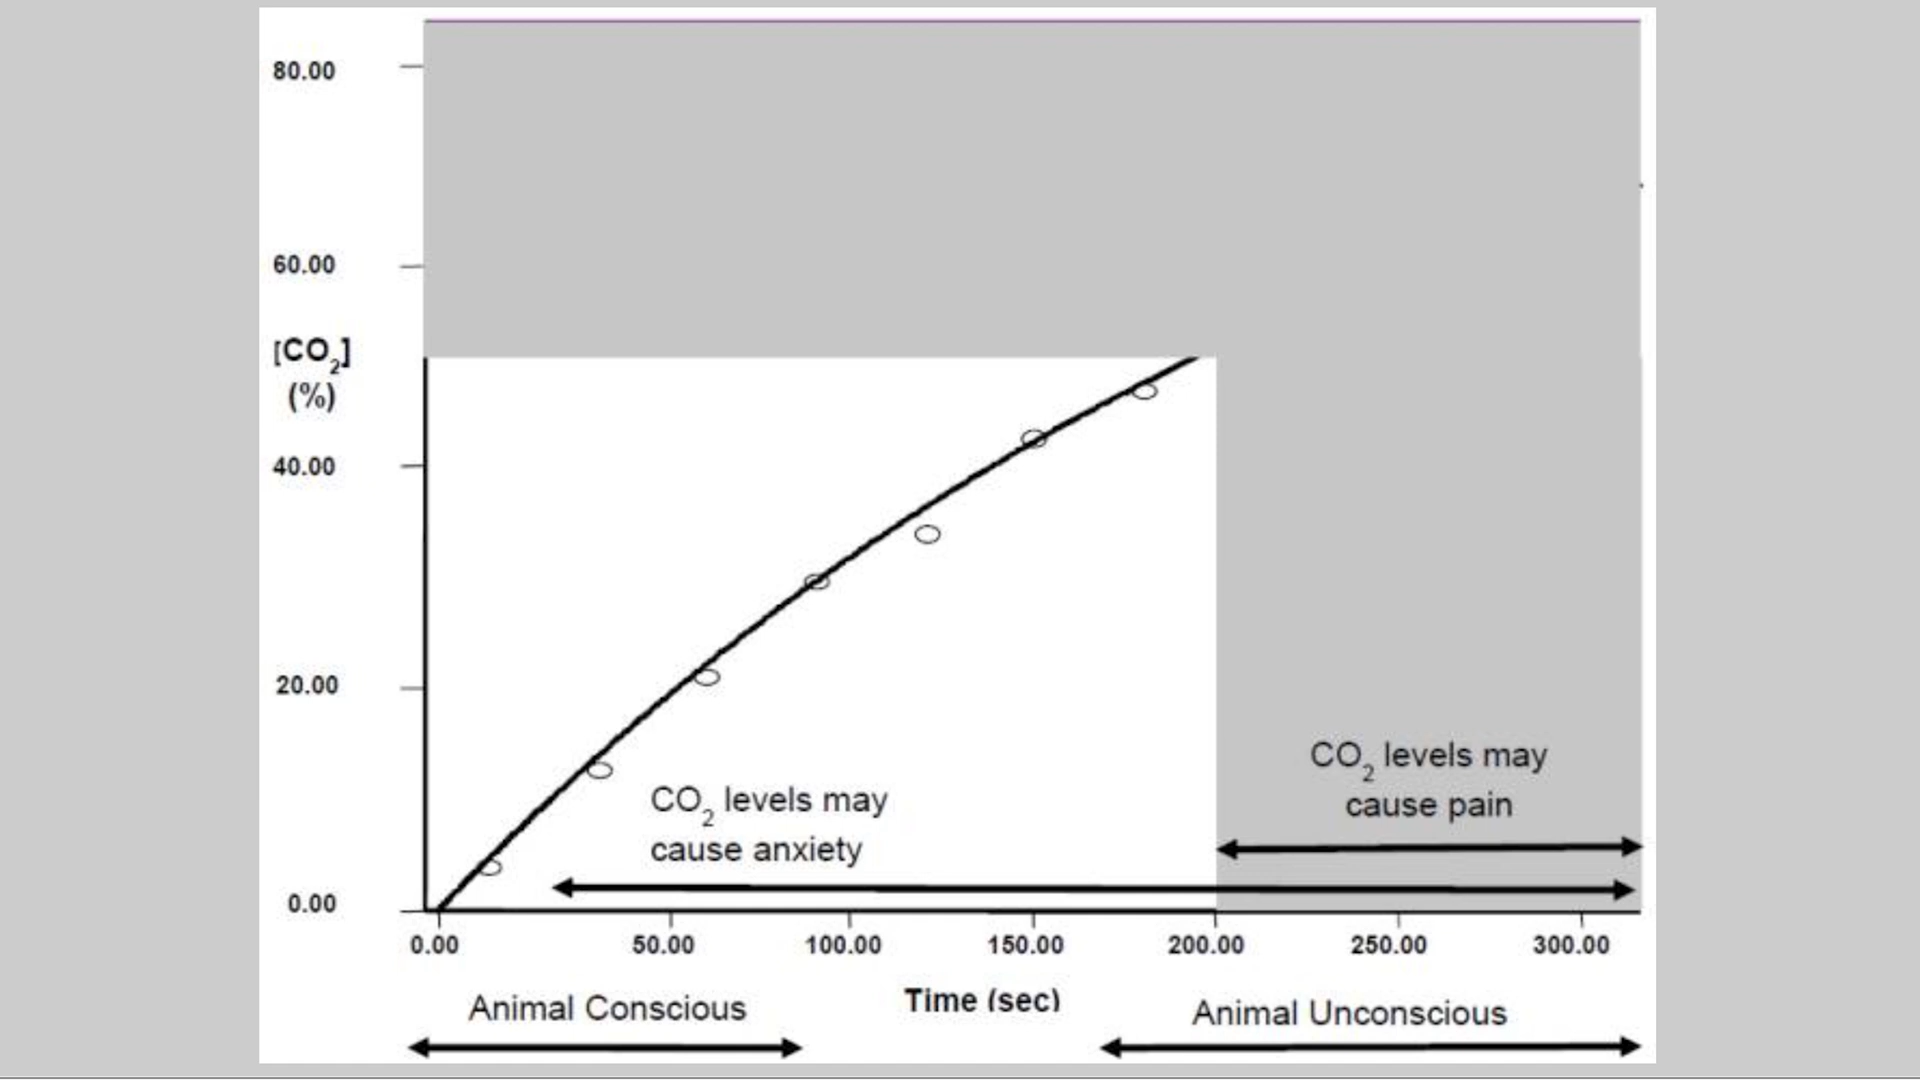 80.00
60.00
[CO2]
(%)
40.00
20.00
0.00
CO2 levels may
cause anxiety
CO2 levels may
cause pain
0.00 50.00 100.00 150.00 200.00 250.00 300.00
Time (sec)
Animal Conscious
Animal Unconscious